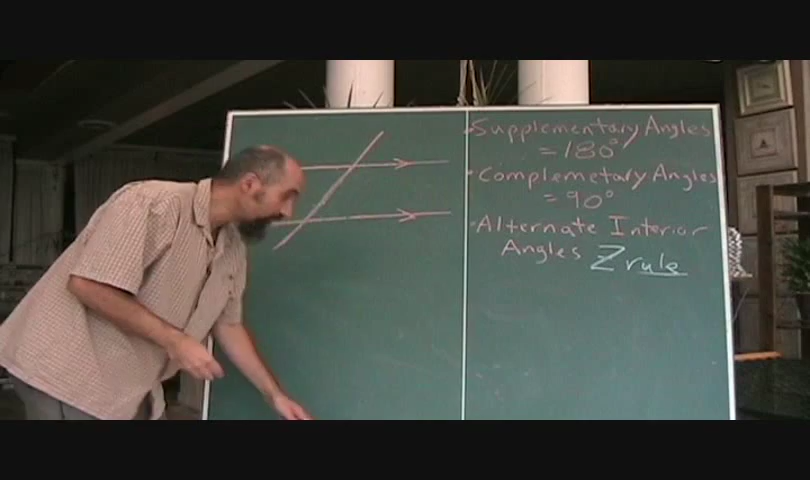 Supplementary Angles
= 180°
Complemetary Angles
= 90°
Alternate Interior
Angles Z rule